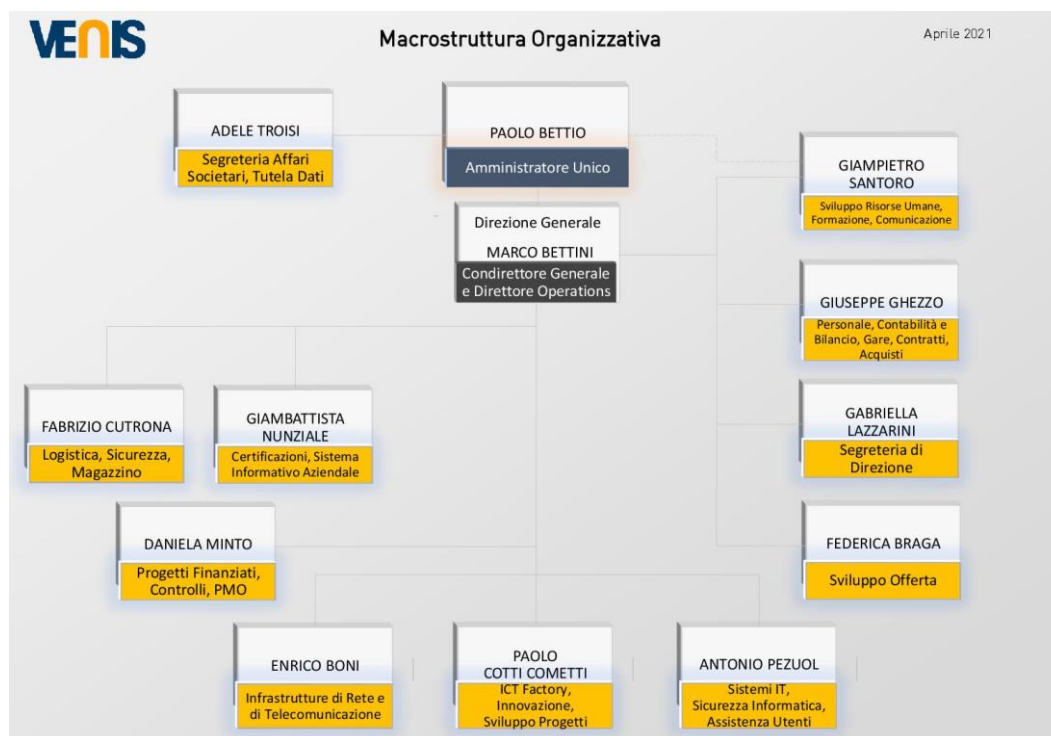 VENIS
Macrostruttura Organizzativa
Aprile 2021
ADELE TROISI
Segreteria Affari
Societari, Tutela Dati
PAOLO BETTIO
Amministratore Unico
GIAMPIETRO
SANTORO
Sviluppo Risorse Umane,
Formazione, Comunicazione
Direzione Generale
MARCO BETTINI
Condirettore Generale
e Direttore Operations
GIUSEPPE GHEZZO
Personale, Contabilità e
Bilancio, Gare, Contratti,
Acquisti
FABRIZIO CUTRONA
Logistica, Sicurezza,
Magazzino
GIAMBATTISTA
NUNZIALE
Certificazioni, Sistema
Informativo Aziendale
GABRIELLA
LAZZARINI
Segreteria di
Direzione
DANIELA MINTO
Progetti Finanziati,
Controlli, PMO
FEDERICA BRAGA
Sviluppo Offerta
ENRICO BONI
Infrastrutture di Rete e
di Telecomunicazione
PAOLO
COTTI COMETTI
ICT Factory,
Innovazione,
Sviluppo Progetti
ANTONIO PEZUOL
Sistemi IT,
Sicurezza Informatica,
Assistenza Utenti